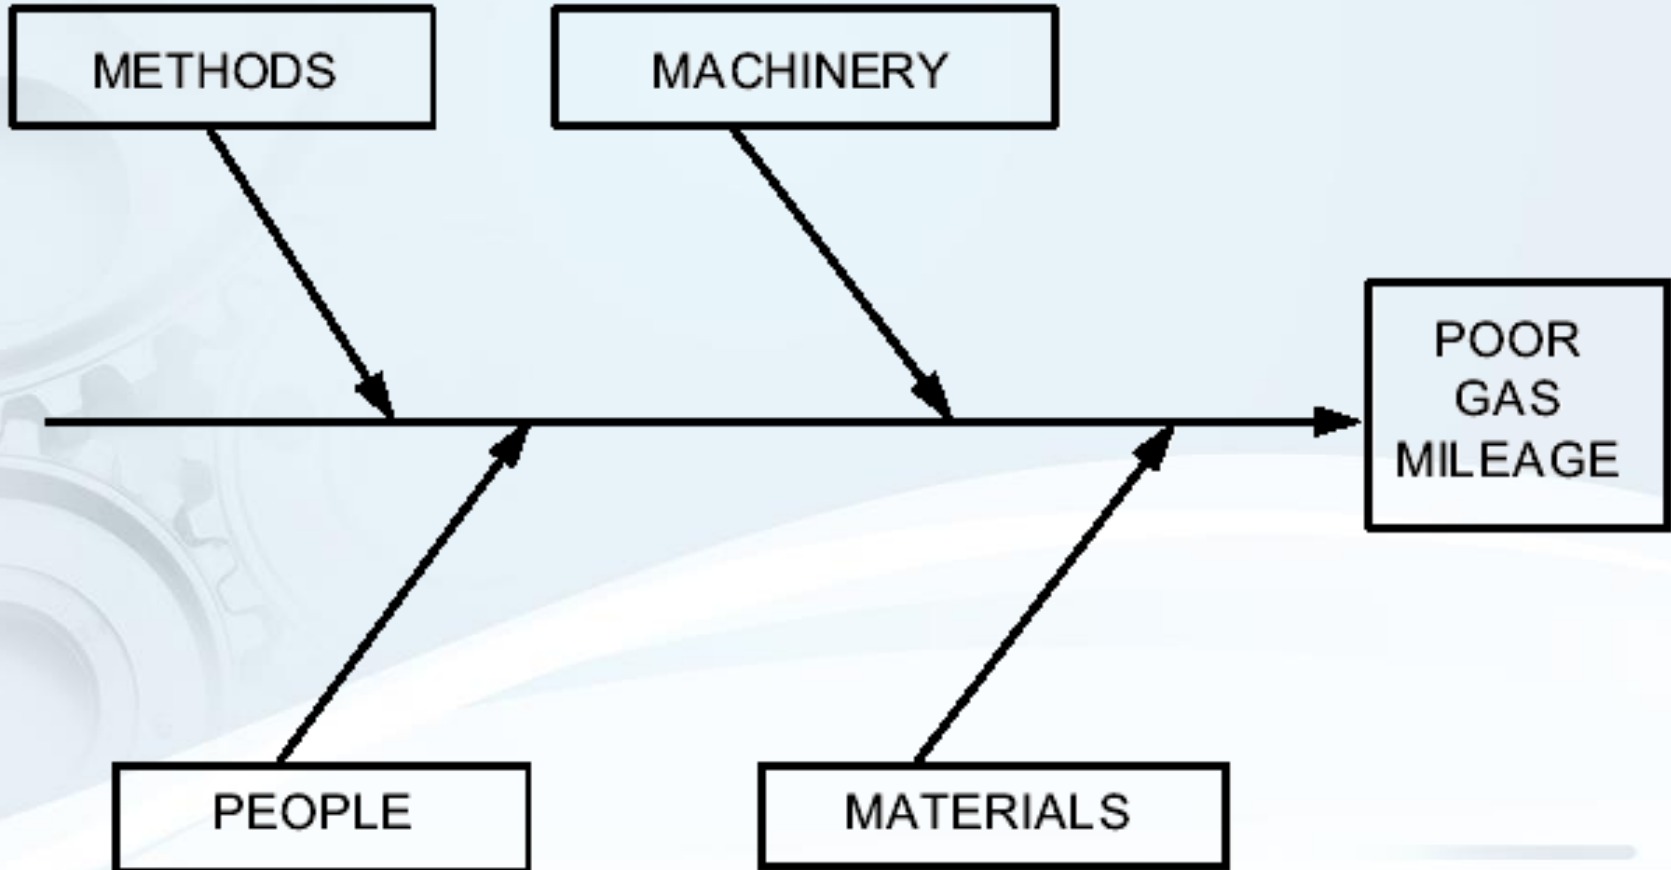 METHODS
MACHINERY
POOR
GAS
MILEAGE
PEOPLE
MATERIALS